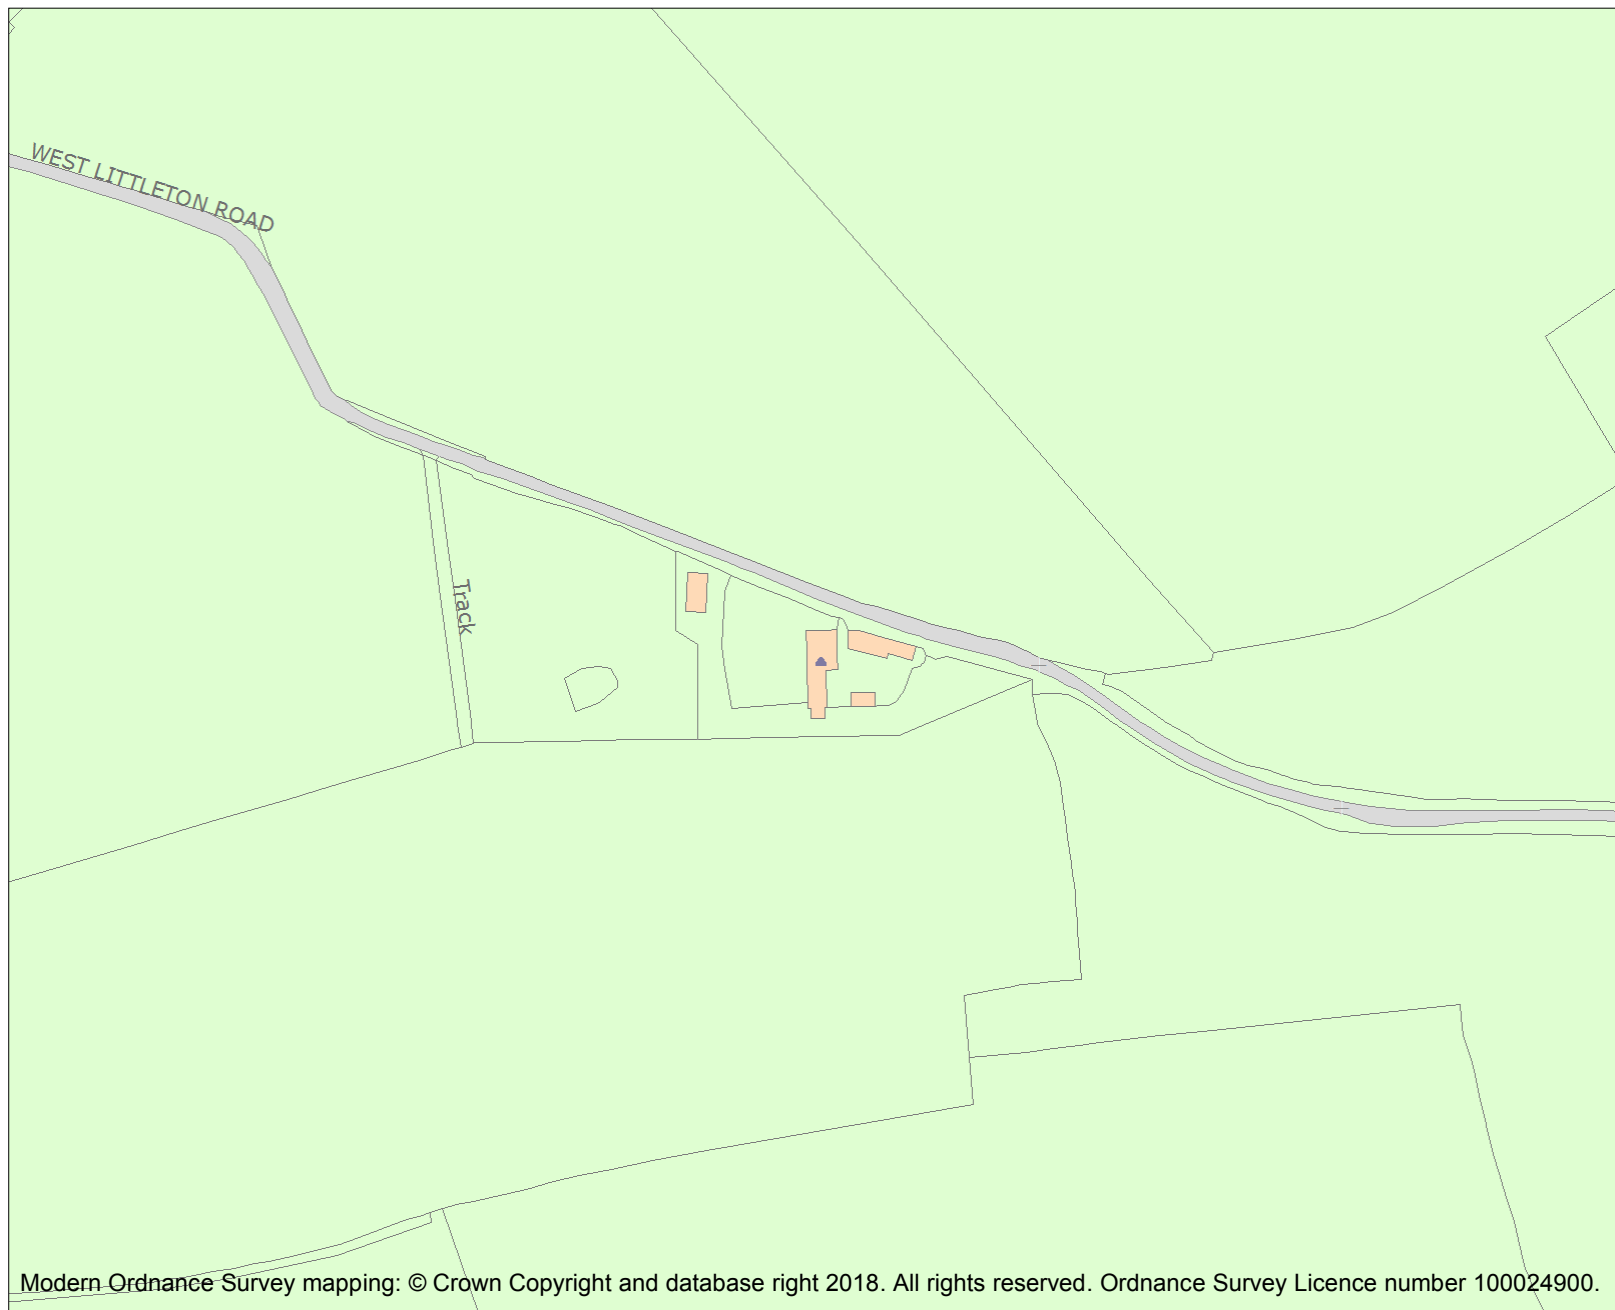 WEST LITTLETON ROAD
Track
Modern Ordnance Survey mapping: © Crown Copyright and database right 2018. All rights reserved. Ordnance Survey Licence number 100024900.